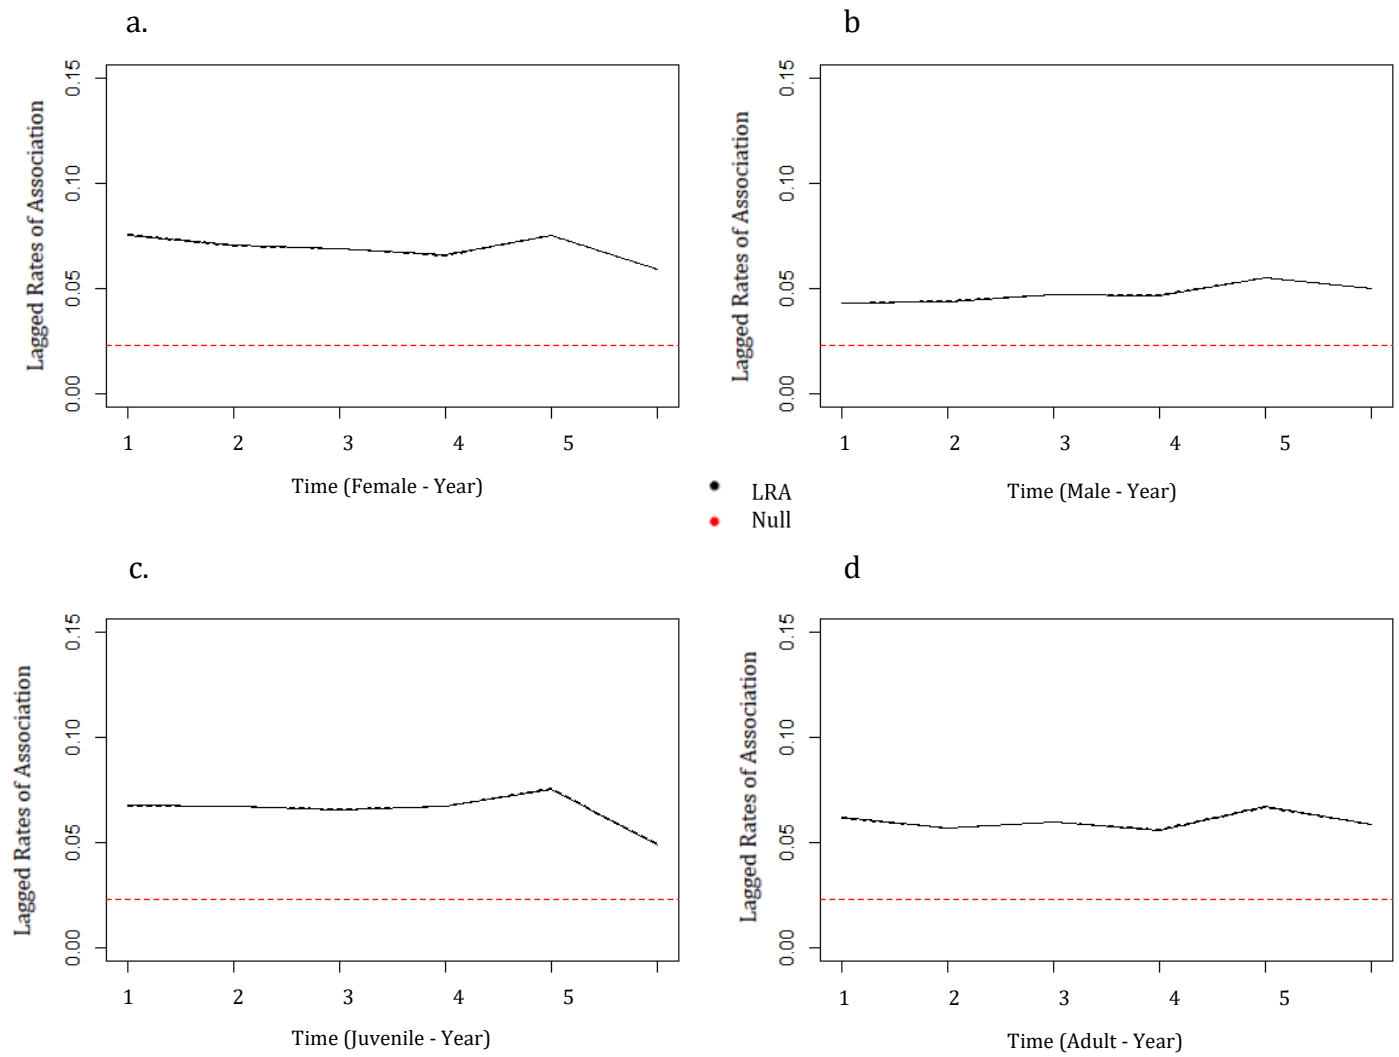 a.
Lagged Rates of Association
0.15
0.10
0.05
0.00
1 2 3 4 5
Time (Female - Year)
b
Lagged Rates of Association
0.15
0.10
0.05
0.00
1 2 3 4 5
Time (Male - Year)
LRA
Null
c.
Lagged Rates of Association
0.15
0.10
0.05
0.00
1 2 3 4 5
Time (Juvenile - Year)
d
Lagged Rates of Association
0.15
0.10
0.05
0.00
1 2 3 4 5
Time (Adult - Year)